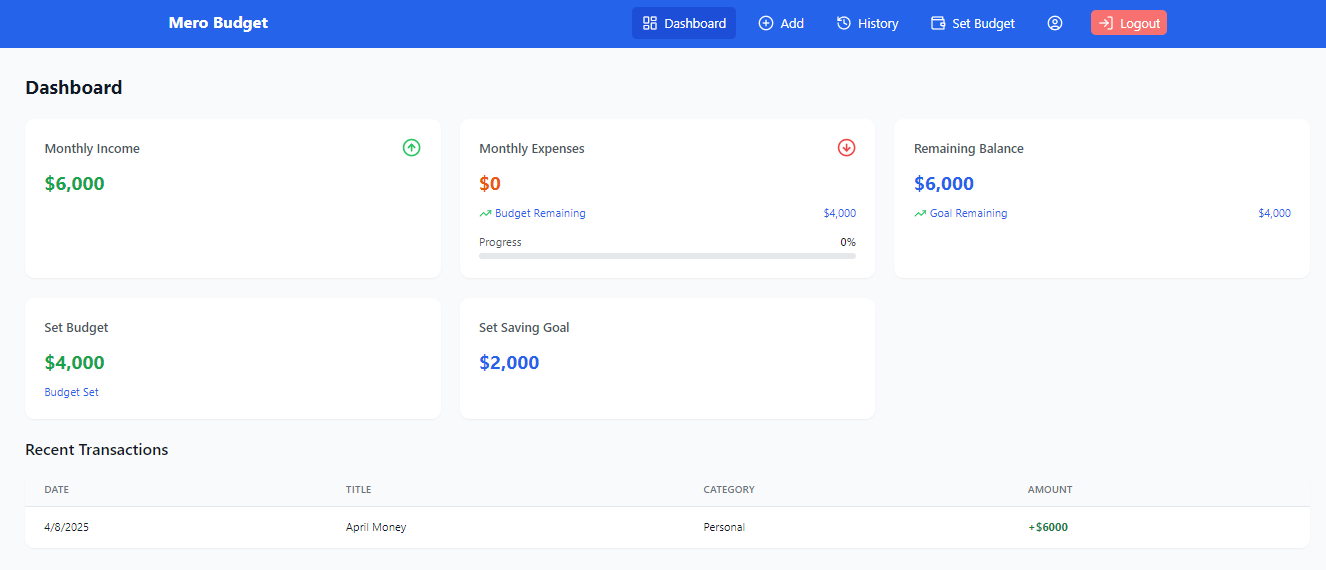 Mero Budget Dashboard Add History Set Budget Logout
Dashboard
Monthly Income
$6,000
Monthly Expenses
$0
Budget Remaining $4,000
Progress 0%
Remaining Balance
$6,000
Goal Remaining $4,000
Set Budget
$4,000
Budget Set
Set Saving Goal
$2,000
Recent Transactions
DATE TITLE CATEGORY AMOUNT
4/8/2025 April Money Personal +$6000